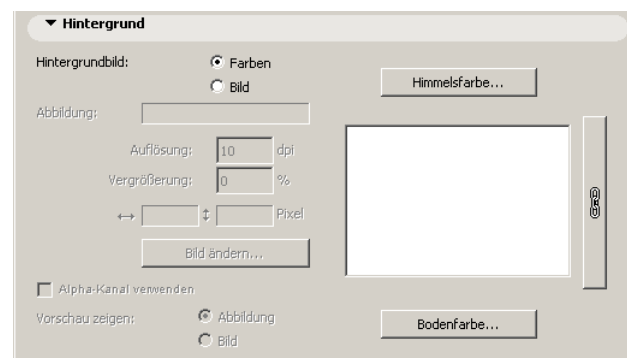 Hintergrund
Hintergrundbild: Farben
Bild
Himmelsfarbe...
Abbildung:
Auflösung: 10 dpi
Vergrößerung: 0 %
Pixel
Bild ändern...
Alpha-Kanal verwenden
Vorschau zeigen: Abbildung
Bild
Bodenfarbe...